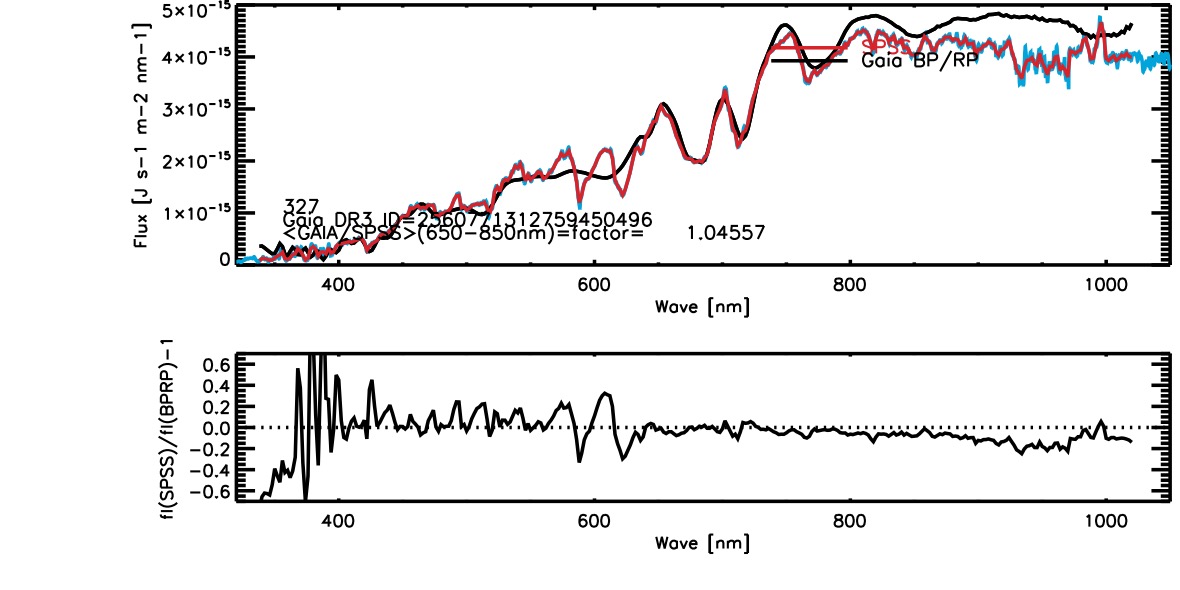 5×10-15
4×10-15
3×10-15
2×10-15
1×10-15
0
Flux [J s-1 m-2 nm-1]
SPSS
Gaia BP/RP
327
Gaia DR3 ID=2560771312759450496
<GAIA/SPSS>(650-850nm)=factor= 1.04557
400 600 800 1000
Wave [nm]
fl(SPSS)/fl(BPRP)-1
0.6
0.4
0.2
0.0
-0.2
-0.4
-0.6
400 600 800 1000
Wave [nm]